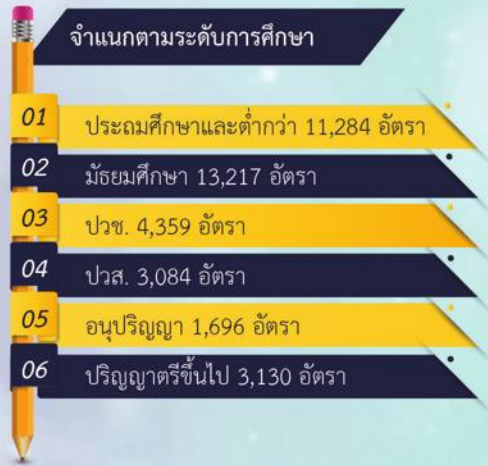 จำแนกตามระดับการศึกษา
01 ประถมศึกษาและต่ำกว่า 11,284 อัตรา
02 มัธยมศึกษา 13,217 อัตรา
03 ปวช. 4,359 อัตรา
04 ปวส. 3,084 อัตรา
05 อนุปริญญา 1,696 อัตรา
06 ปริญญาตรีขึ้นไป 3,130 อัตรา